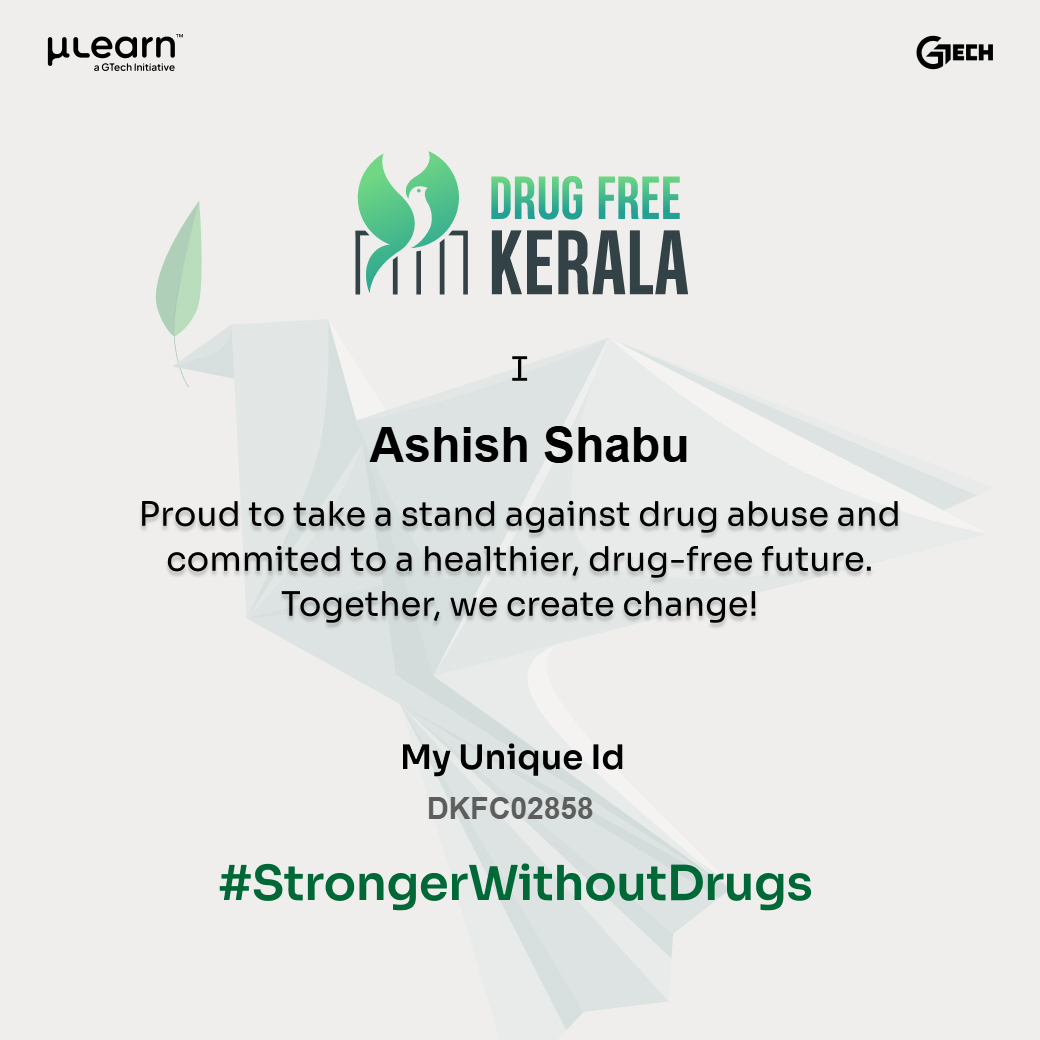 µLearn™
a GTech Initiative
GTECH
DRUG FREE
KERALA
I
Ashish Shabu
Proud to take a stand against drug abuse and
commited to a healthier, drug-free future.
Together, we create change!
My Unique Id
DKFC02858
#StrongerWithoutDrugs